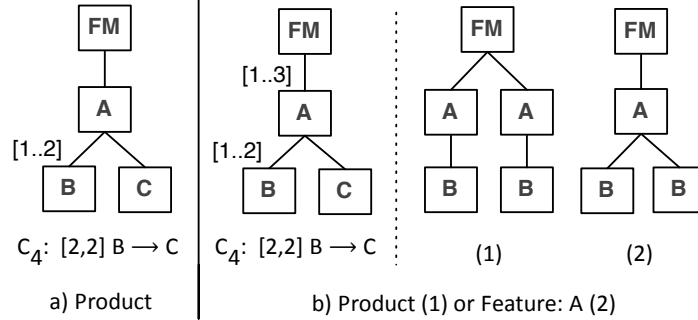 FM
A
[1..2]
B
C
C4: [2,2] B → C
a) Product
FM
[1..3]
A
[1..2]
B
C
C4: [2,2] B → C
FM
A A
B B
(1)
FM
A
B B
(2)
b) Product (1) or Feature: A (2)